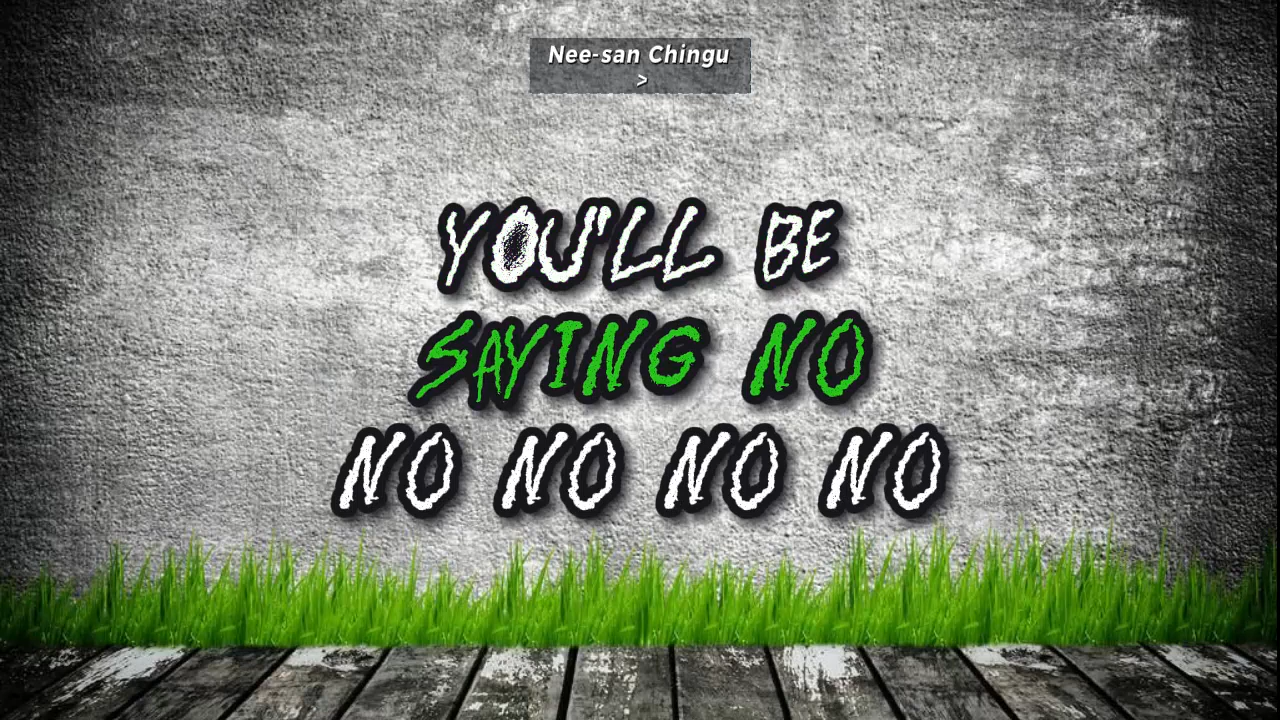 Nee-san Chingu
>
YOU'LL BE
SAYING NO
NO NO NO NO